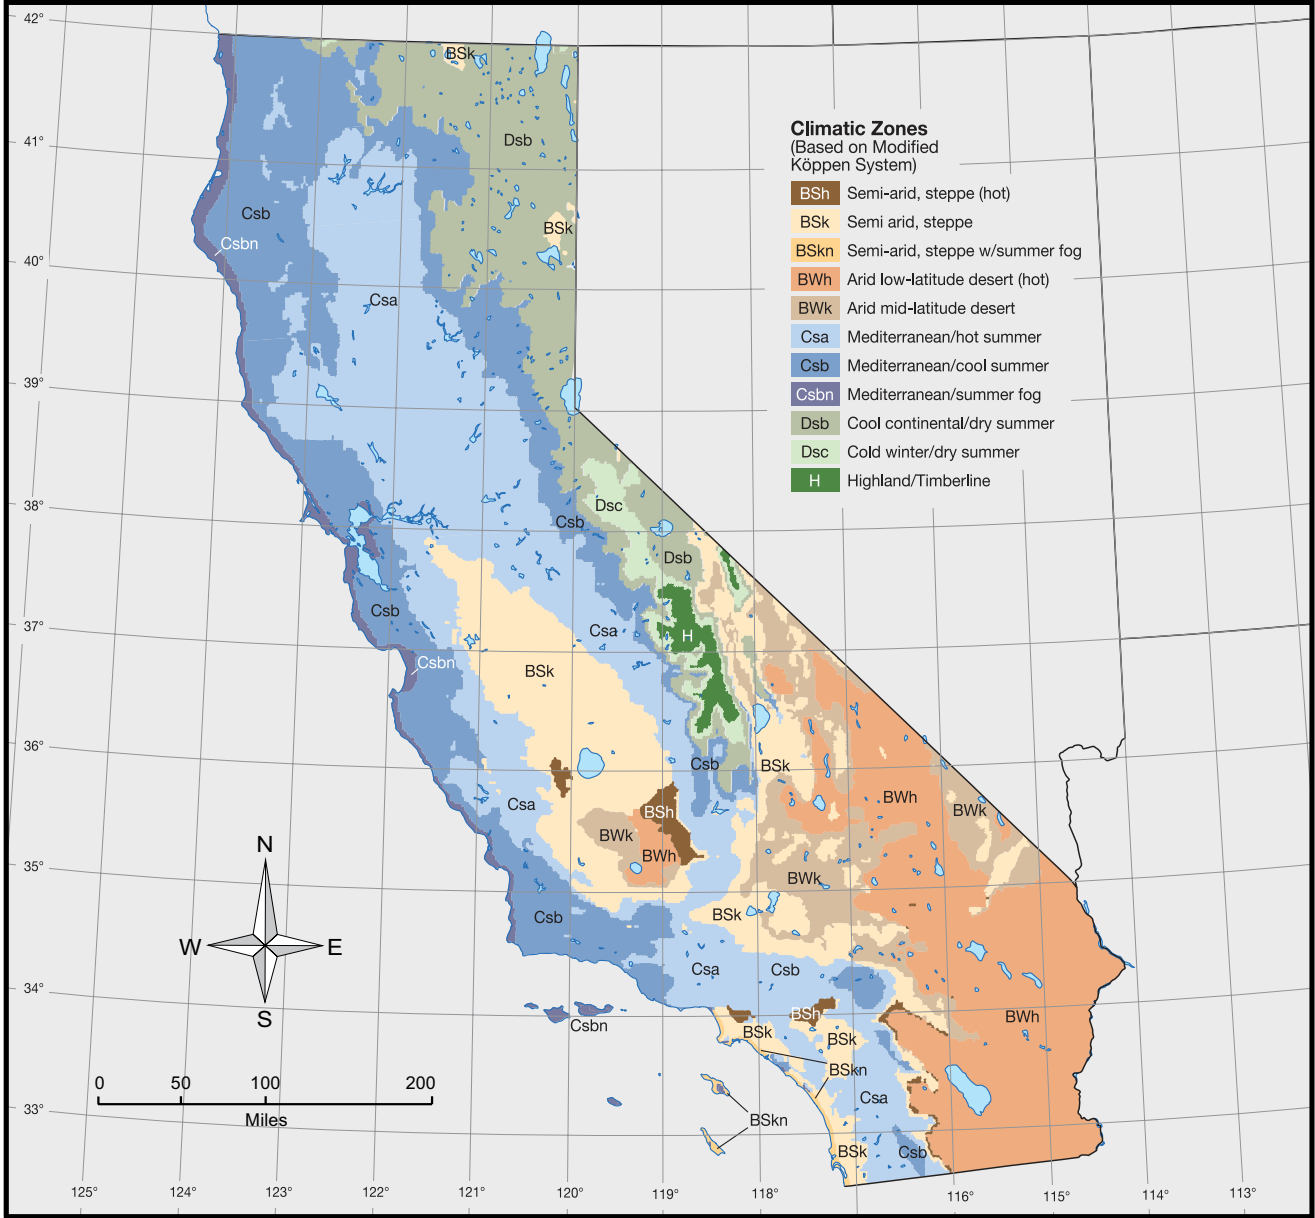 42°
BSk
Dsb
41°
Climatic Zones
(Based on Modified
Köppen System)
BSh Semi-arid, steppe (hot)
BSk Semi arid, steppe
BSkn Semi-arid, steppe w/summer fog
BWh Arid low-latitude desert (hot)
BWk Arid mid-latitude desert
Csa Mediterranean/hot summer
Csb Mediterranean/cool summer
Csbn Mediterranean/summer fog
Dsb Cool continental/dry summer
Dsc Cold winter/dry summer
H Highland/Timberline
Csb
BSk
Csbn
40°
Csa
39°
38°
Dsc
Csb
Dsb
Csb
37°
Csa
H
Csbn
BSk
36°
Csb
BSk
Csa
BSh
BWh
BWk
BWk
BWh
N
35°
BWk
Csb
BSk
W
E
Csa
Csb
34°
S
Csbn
BSh
BWh
BSk
BSk
BSkn
0 50 100 200
Miles
33°
Csa
BSkn
BSk
Csb
125° 124° 123° 122° 121° 120° 119° 118° 116° 115° 114° 113°